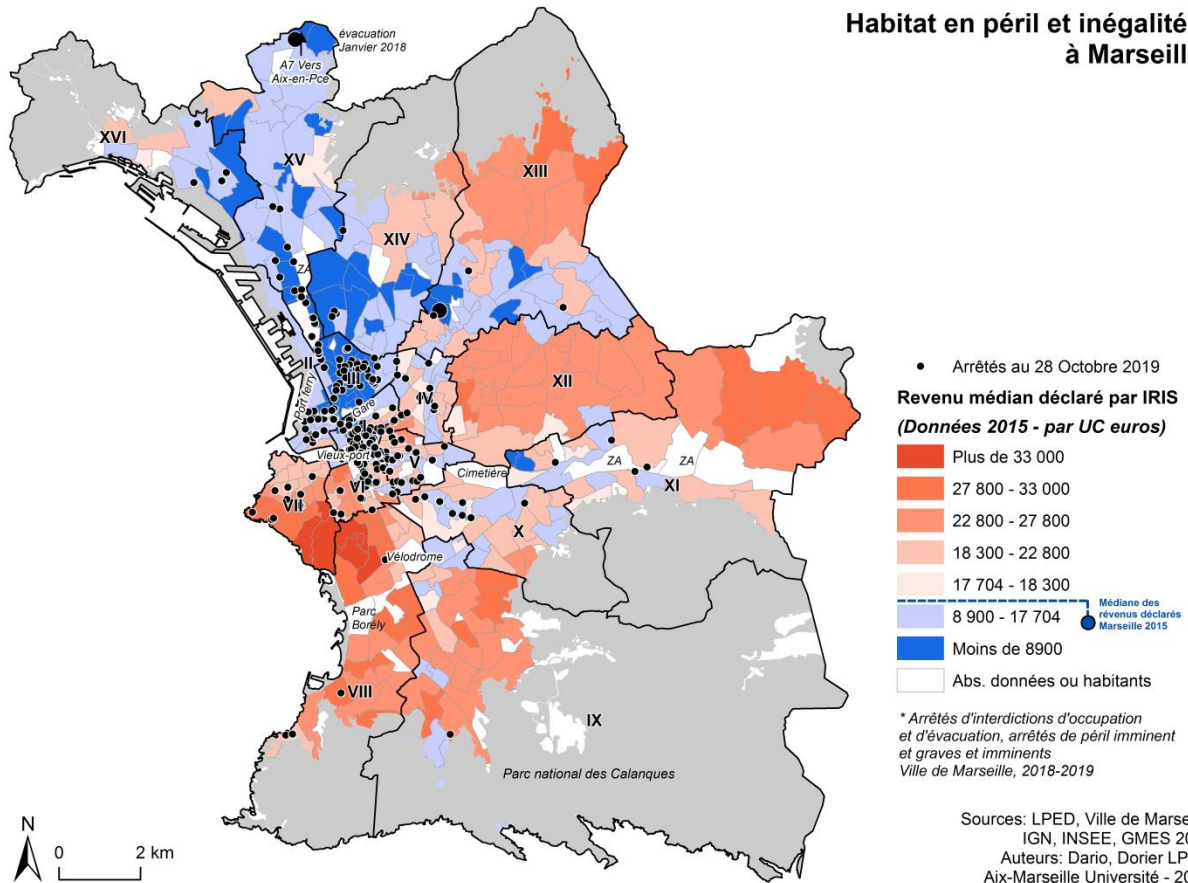 Habitat en péril et inégalité
à Marseill
évacuation
Janvier 2018
A7 Vers
Aix-en-Pce
XVI
XV
XIII
XIV
ZA
II
III
Port ferry
Gare
IV
XII
I
Vieux-port
V
Cimetière
ZA
ZA
XI
VI
VII
X
Vélodrome
Parc
Borély
VIII
IX
Parc national des Calanques
N
0 2 km
Arrêtés au 28 Octobre 2019
Revenu médian déclaré par IRIS
(Données 2015 - par UC euros)
Plus de 33 000
27 800 - 33 000
22 800 - 27 800
18 300 - 22 800
17 704 - 18 300
Médiane des
révenus déclarés
Marseille 2015
8 900 - 17 704
Moins de 8900
Abs. données ou habitants
* Arrêtés d'interdictions d'occupation
et d'évacuation, arrêtés de péril imminent
et graves et imminents
Ville de Marseille, 2018-2019
Sources: LPED, Ville de Marse
IGN, INSEE, GMES 20
Auteurs: Dario, Dorier LP
Aix-Marseille Université - 20